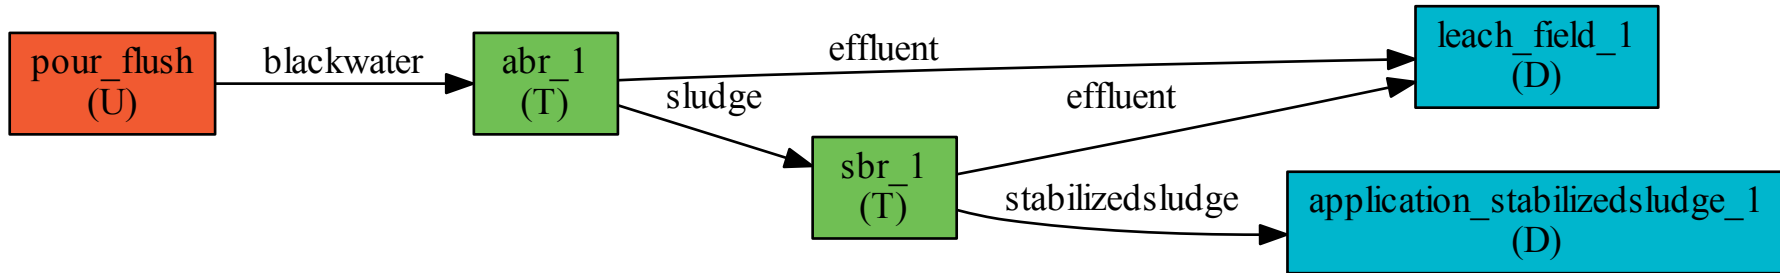 pour_flush
(U)
blackwater
abr_1
(T)
effluent
sludge
sbr_1
(T)
effluent
stabilizedsludge
leach_field_1
(D)
application_stabilizedsludge_1
(D)